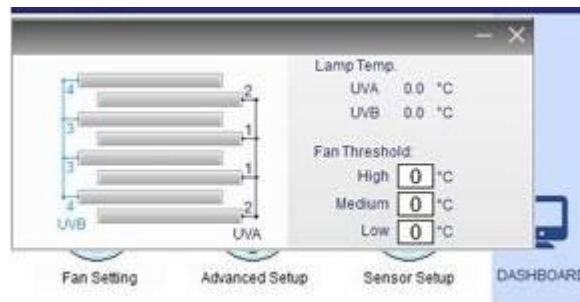 Lamp Temp.
UVA 0.0 °C
UVB 0.0 °C
Fan Threshold:
High 0 °C
Medium 0 °C
Low 0 °C
4
2
3
1
3
1
4
2
UVB
UVA
Fan Setting
Advanced Setup
Sensor Setup
DASHBOARD